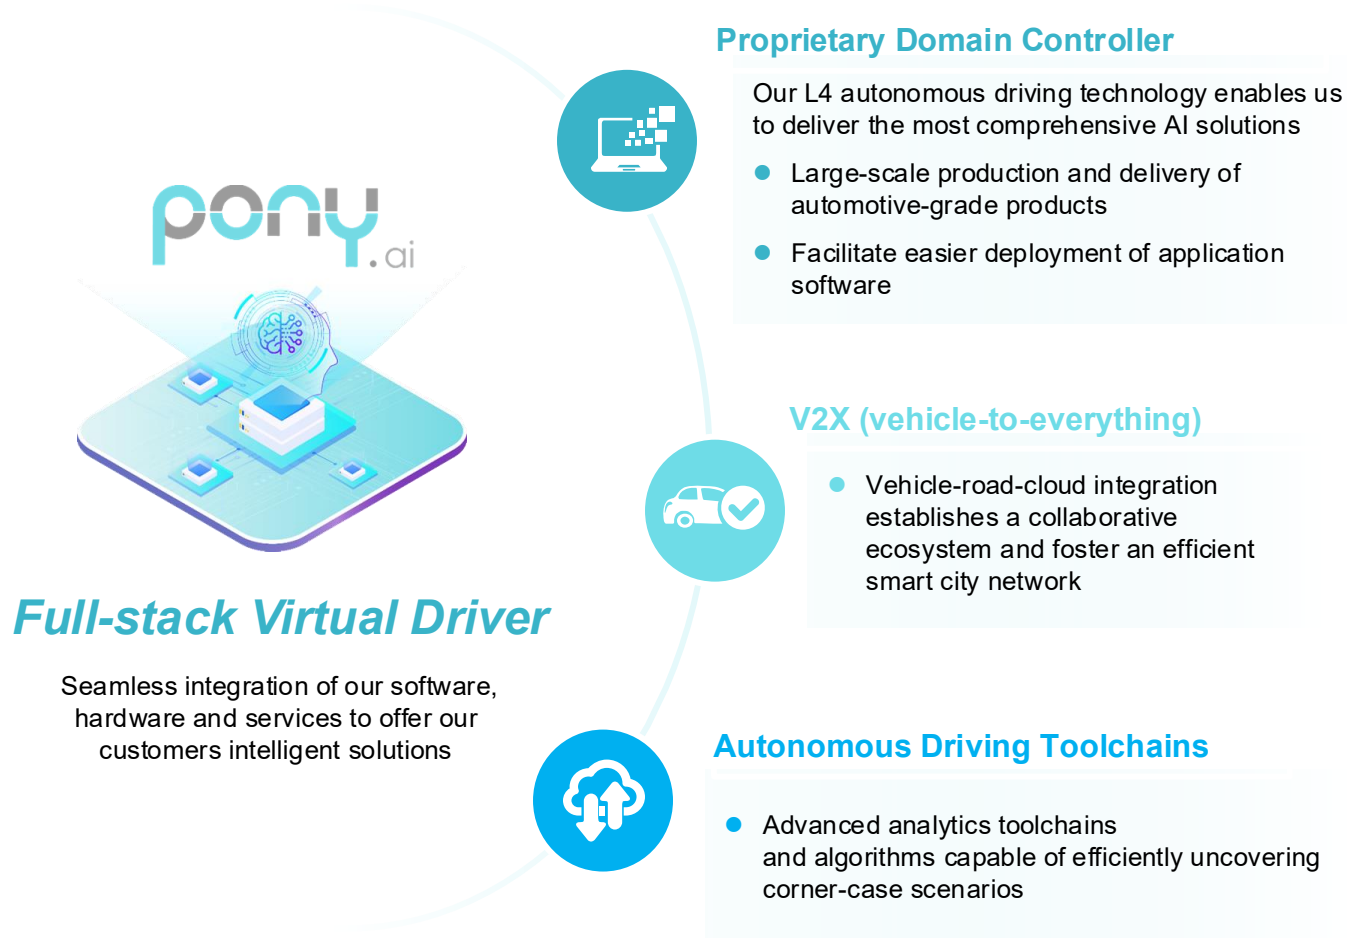 pony.ai
Full-stack Virtual Driver
Seamless integration of our software,
hardware and services to offer our
customers intelligent solutions
Proprietary Domain Controller
Our L4 autonomous driving technology enables us
to deliver the most comprehensive AI solutions
Large-scale production and delivery of
automotive-grade products
Facilitate easier deployment of application
software
V2X (vehicle-to-everything)
Vehicle-road-cloud integration
establishes a collaborative
ecosystem and foster an efficient
smart city network
Autonomous Driving Toolchains
Advanced analytics toolchains
and algorithms capable of efficiently uncovering
corner-case scenarios